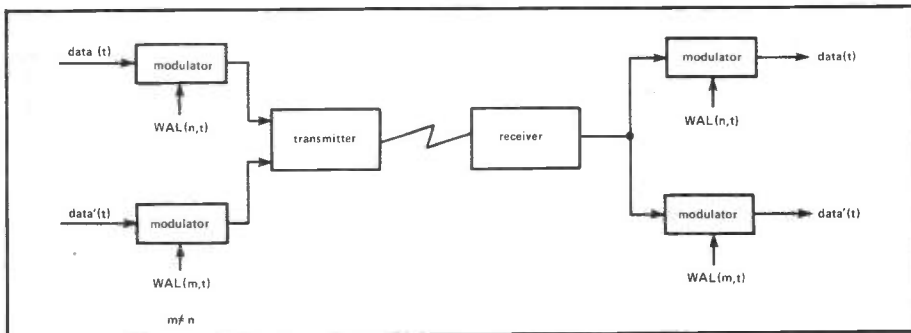 data (t)
modulator
WAL(n,t)
transmitter
receiver
modulator
data(t)
WAL(n,t)
data'(t)
modulator
WAL(m,t)
m≠ n
modulator
data'(t)
WAL(m,t)